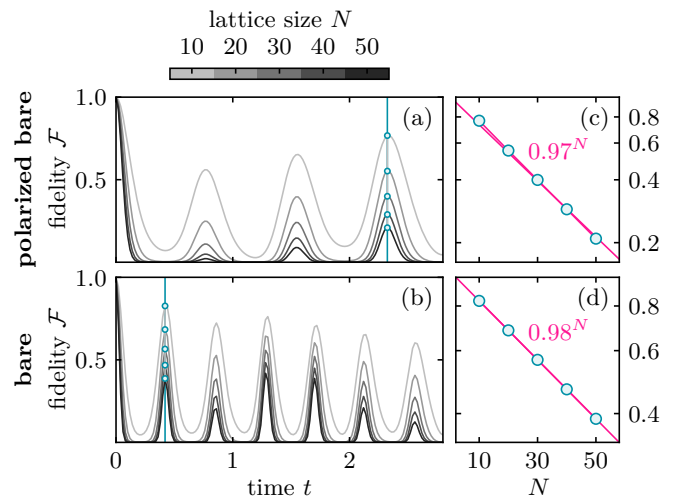 lattice size N
10 20 30 40 50
polarized bare
fidelity F
1.0
0.5
(a)
(c)
0.97^N
0.8
0.6
0.4
0.2
bare
fidelity F
1.0
0.5
(b)
0 1 2
time t
(d)
0.98^N
0.8
0.6
0.4
10 30 50
N